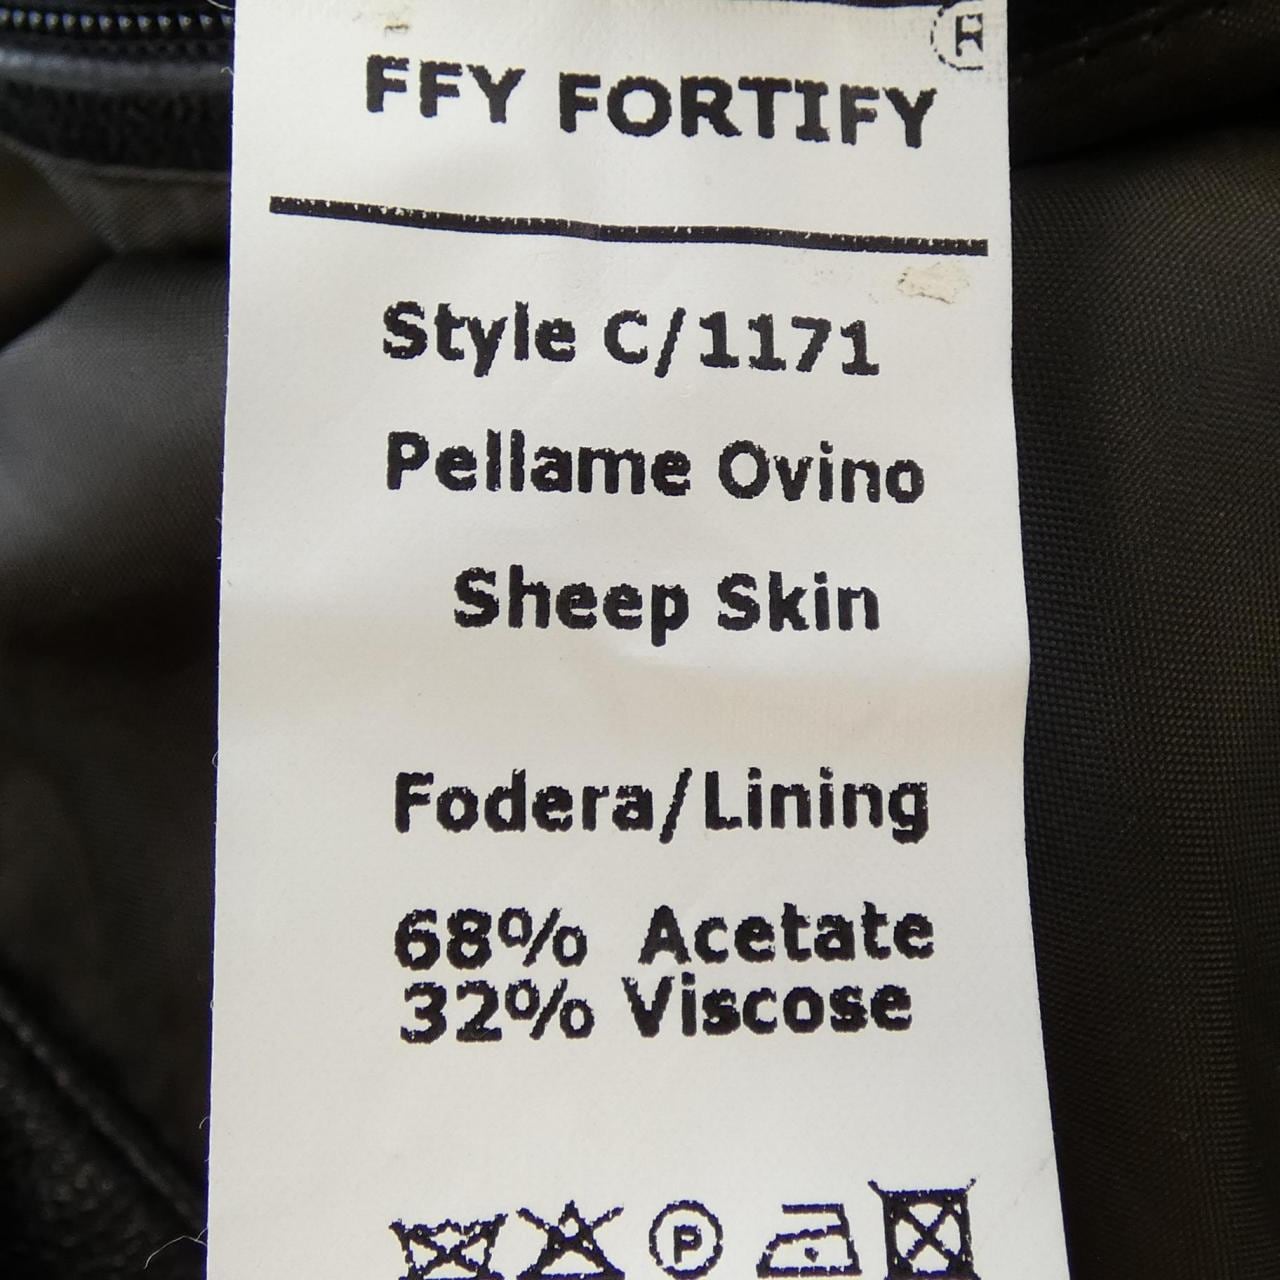 ®
FFY FORTIFY
Style C/1171
Pellame Ovino
Sheep Skin
Fodera/Lining
68% Acetate
32% Viscose
P